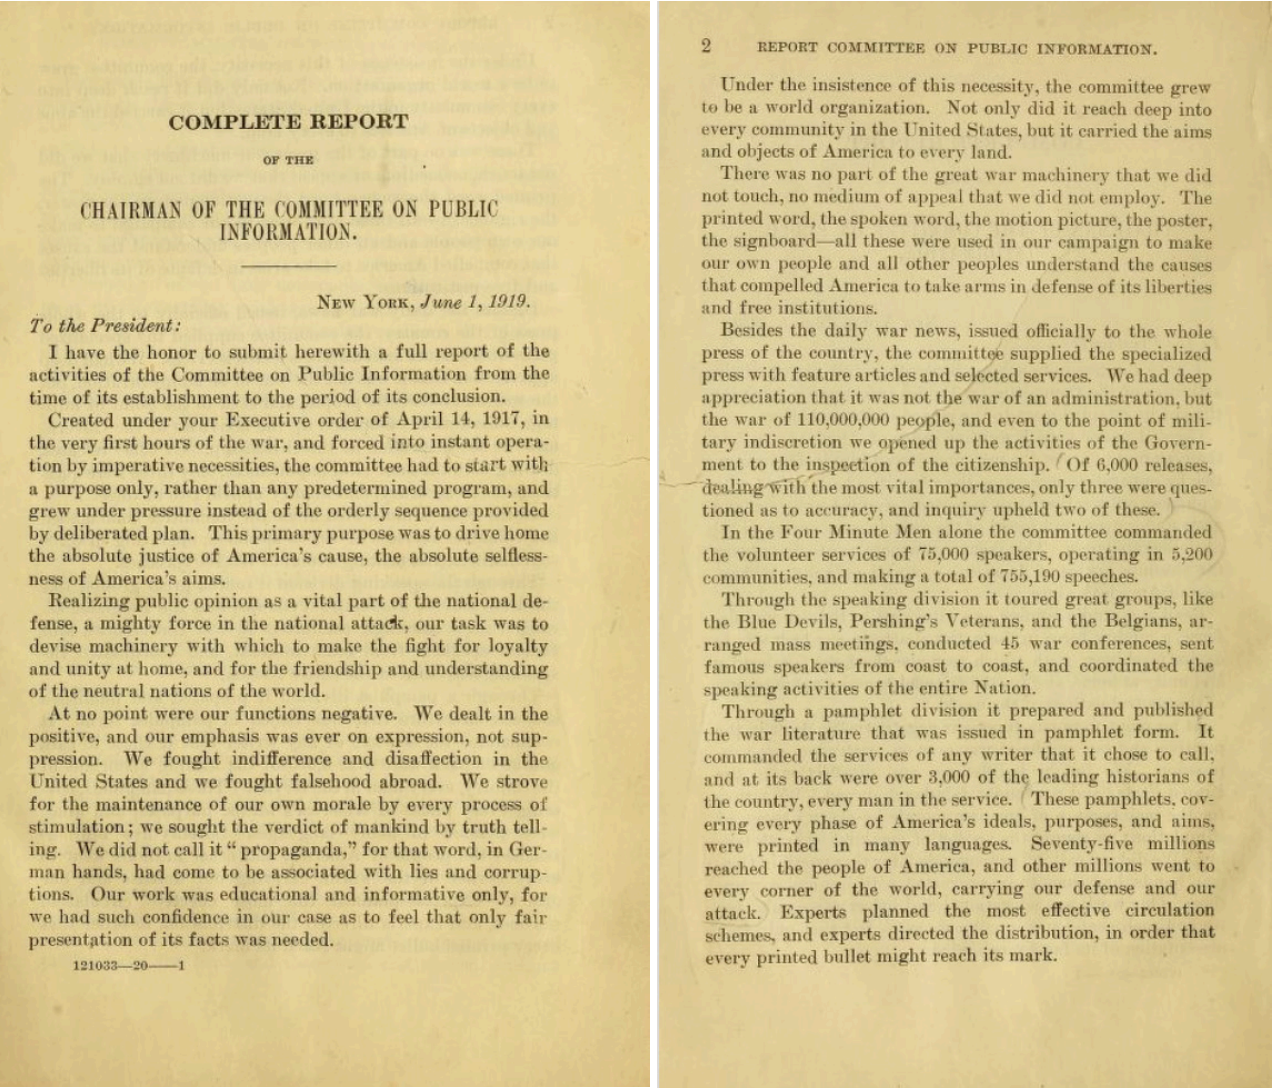 COMPLETE REPORT
OF THE
CHAIRMAN OF THE COMMITTEE ON PUBLIC
INFORMATION.
NEW YORK, June 1, 1919.
To the President:
I have the honor to submit herewith a full report of the
activities of the Committee on Public Information from the
time of its establishment to the period of its conclusion.
Created under your Executive order of April 14, 1917, in
the very first hours of the war, and forced into instant opera-
tion by imperative necessities, the committee had to start with
a purpose only, rather than any predetermined program, and
grew under pressure instead of the orderly sequence provided
by deliberated plan. This primary purpose was to drive home
the absolute justice of America's cause, the absolute selfless-
ness of America's aims.
Realizing public opinion as a vital part of the national de-
fense, a mighty force in the national attack, our task was to
devise machinery with which to make the fight for loyalty
and unity at home, and for the friendship and understanding
of the neutral nations of the world.
At no point were our functions negative. We dealt in the
positive, and our emphasis was ever on expression, not sup-
pression. We fought indifference and disaffection in the
United States and we fought falsehood abroad. We strove
for the maintenance of our own morale by every process of
stimulation; we sought the verdict of mankind by truth tell-
ing. We did not call it "propaganda," for that word, in Ger-
man hands, had come to be associated with lies and corrup-
tions. Our work was educational and informative only, for
we had such confidence in our case as to feel that only fair
presentation of its facts was needed.
121033—20——1
2 REPORT COMMITTEE ON PUBLIC INFORMATION.
Under the insistence of this necessity, the committee grew
to be a world organization. Not only did it reach deep into
every community in the United States, but it carried the aims
and objects of America to every land.
There was no part of the great war machinery that we did
not touch, no medium of appeal that we did not employ. The
printed word, the spoken word, the motion picture, the poster,
the signboard—all these were used in our campaign to make
our own people and all other peoples understand the causes
that compelled America to take arms in defense of its liberties
and free institutions.
Besides the daily war news, issued officially to the whole
press of the country, the committee supplied the specialized
press with feature articles and selected services. We had deep
appreciation that it was not the war of an administration, but
the war of 110,000,000 people, and even to the point of mili-
tary indiscretion we opened up the activities of the Govern-
ment to the inspection of the citizenship. Of 6,000 releases,
dealing with the most vital importances, only three were ques-
tioned as to accuracy, and inquiry upheld two of these.
In the Four Minute Men alone the committee commanded
the volunteer services of 75,000 speakers, operating in 5,200
communities, and making a total of 755,190 speeches.
Through the speaking division it toured great groups, like
the Blue Devils, Pershing's Veterans, and the Belgians, ar-
ranged mass meetings, conducted 45 war conferences, sent
famous speakers from coast to coast, and coordinated the
speaking activities of the entire Nation.
Through a pamphlet division it prepared and published
the war literature that was issued in pamphlet form. It
commanded the services of any writer that it chose to call,
and at its back were over 3,000 of the leading historians of
the country, every man in the service. These pamphlets, cov-
ering every phase of America's ideals, purposes, and aims,
were printed in many languages. Seventy-five millions
reached the people of America, and other millions went to
every corner of the world, carrying our defense and our
attack. Experts planned the most effective circulation
schemes, and experts directed the distribution, in order that
every printed bullet might reach its mark.